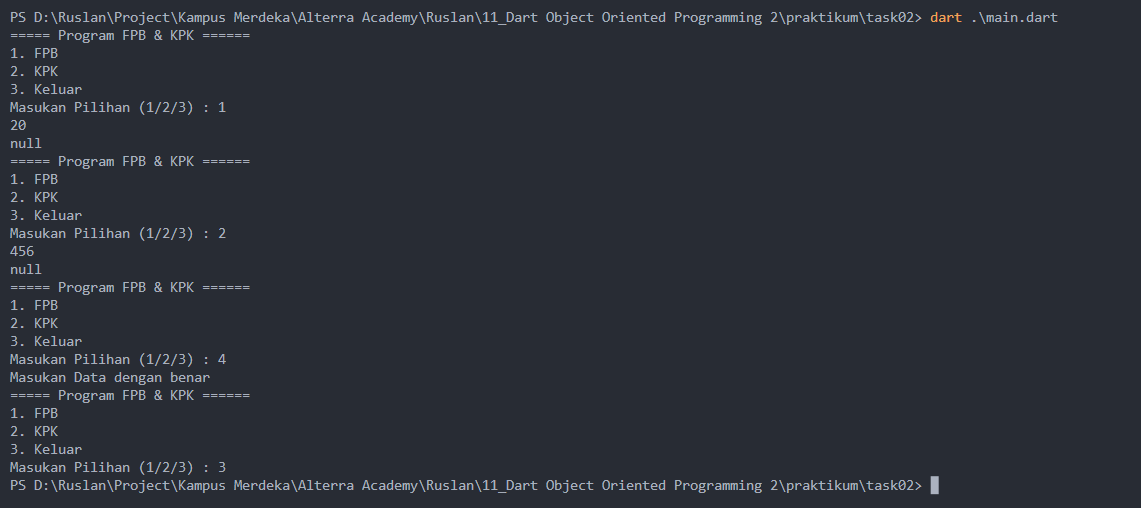 PS D:\Ruslan\Project\Kampus Merdeka\Alterra Academy\Ruslan\11_Dart Object Oriented Programming 2\praktikum\task02> dart .\main.dart
===== Program FPB & KPK ======
1. FPB
2. KPK
3. Keluar
Masukan Pilihan (1/2/3) : 1
20
null
===== Program FPB & KPK ======
1. FPB
2. KPK
3. Keluar
Masukan Pilihan (1/2/3) : 2
456
null
===== Program FPB & KPK ======
1. FPB
2. KPK
3. Keluar
Masukan Pilihan (1/2/3) : 4
Masukan Data dengan benar
===== Program FPB & KPK ======
1. FPB
2. KPK
3. Keluar
Masukan Pilihan (1/2/3) : 3
PS D:\Ruslan\Project\Kampus Merdeka\Alterra Academy\Ruslan\11_Dart Object Oriented Programming 2\praktikum\task02>